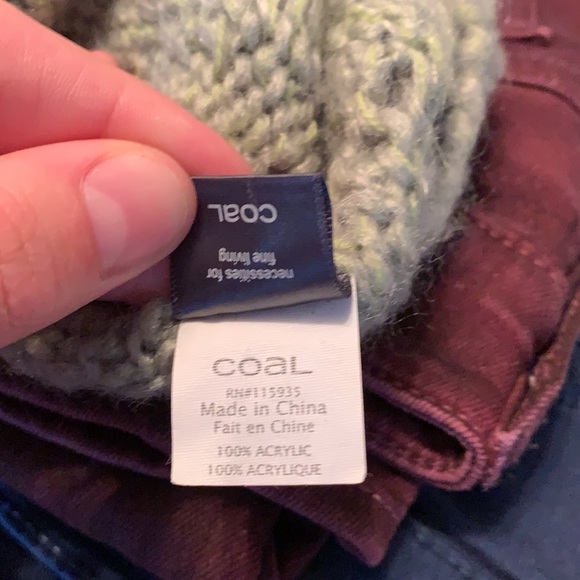 COAL
necessities for
fine living
coal
RN#115935
Made in China
Fait en Chine
100% ACRYLIC
100% ACRYLIQUE